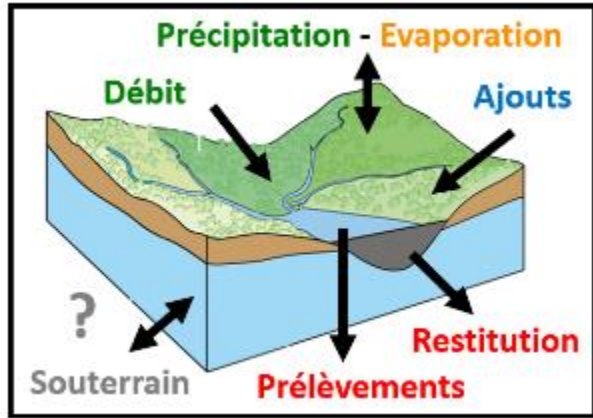 Précipitation - Evaporation
Débit
Ajouts
?
Souterrain
Restitution
Prélèvements